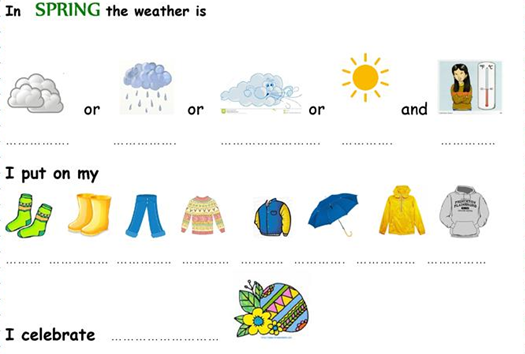 In SPRING the weather is
or or or and
……………. ……………. …………………… …………. …………..
I put on my
……… ………… ………… ………… ………… ………… ………… ……………
I celebrate ………………………